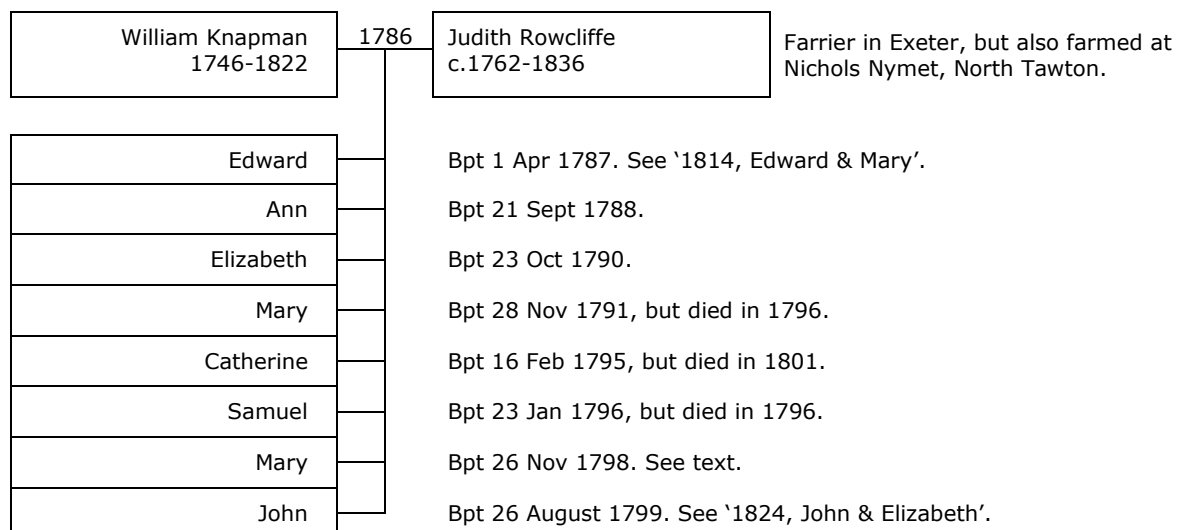 William Knapman
1746-1822
1786
Judith Rowcliffe
c.1762-1836
Farrier in Exeter, but also farmed at
Nichols Nymet, North Tawton.
Edward Bpt 1 Apr 1787. See ‘1814, Edward & Mary’.
Ann Bpt 21 Sept 1788.
Elizabeth Bpt 23 Oct 1790.
Mary Bpt 28 Nov 1791, but died in 1796.
Catherine Bpt 16 Feb 1795, but died in 1801.
Samuel Bpt 23 Jan 1796, but died in 1796.
Mary Bpt 26 Nov 1798. See text.
John Bpt 26 August 1799. See ‘1824, John & Elizabeth’.